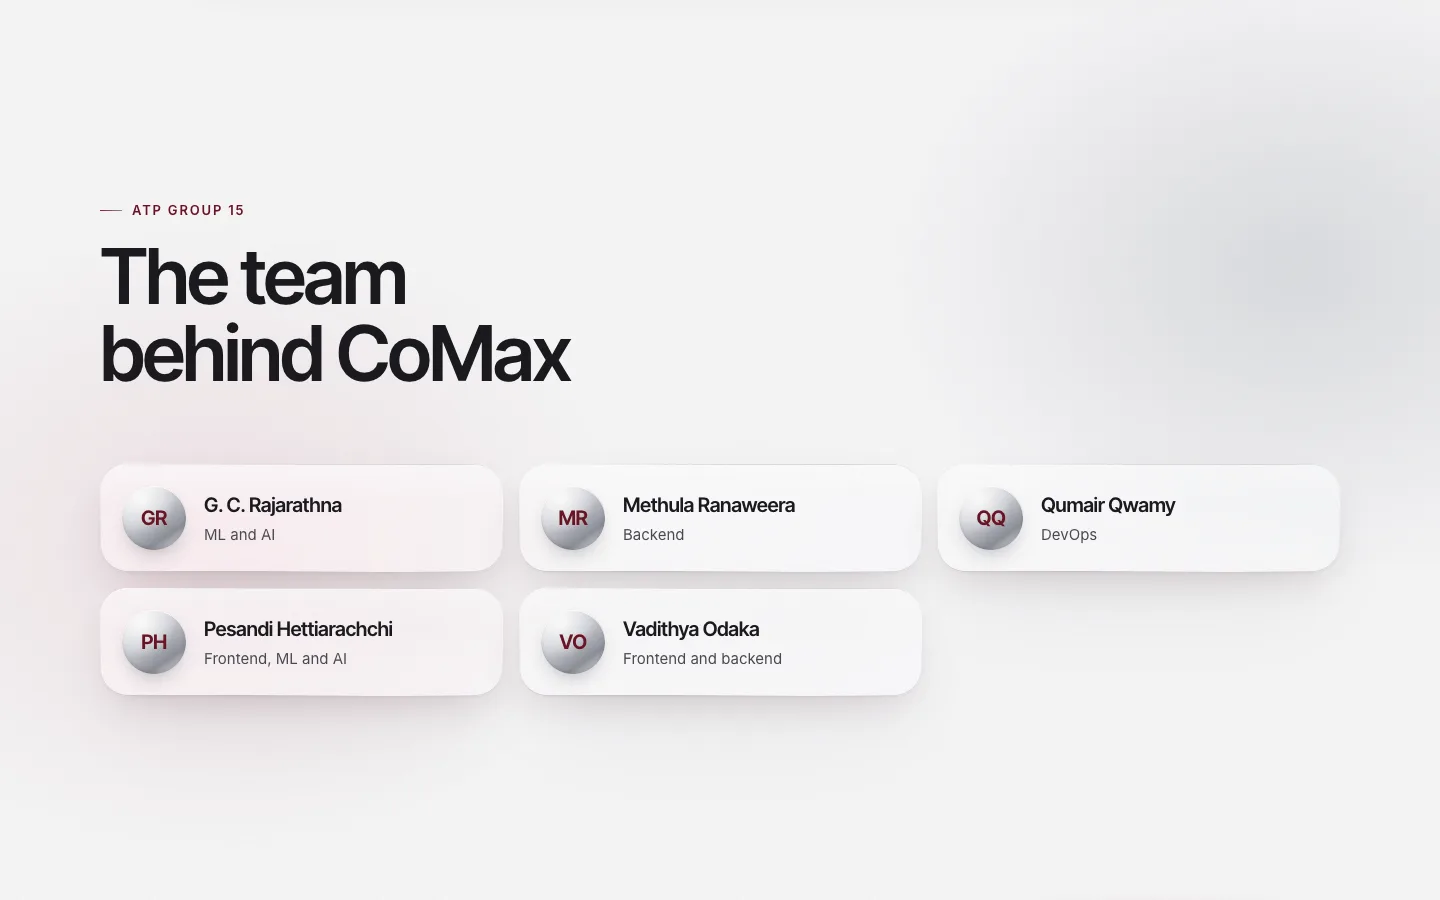 ATP GROUP 15
The team
behind CoMax
GR
G. C. Rajarathna
ML and AI
MR
Methula Ranaweera
Backend
QQ
Qumair Qwamy
DevOps
PH
Pesandi Hettiarachchi
Frontend, ML and AI
VO
Vadithya Odaka
Frontend and backend